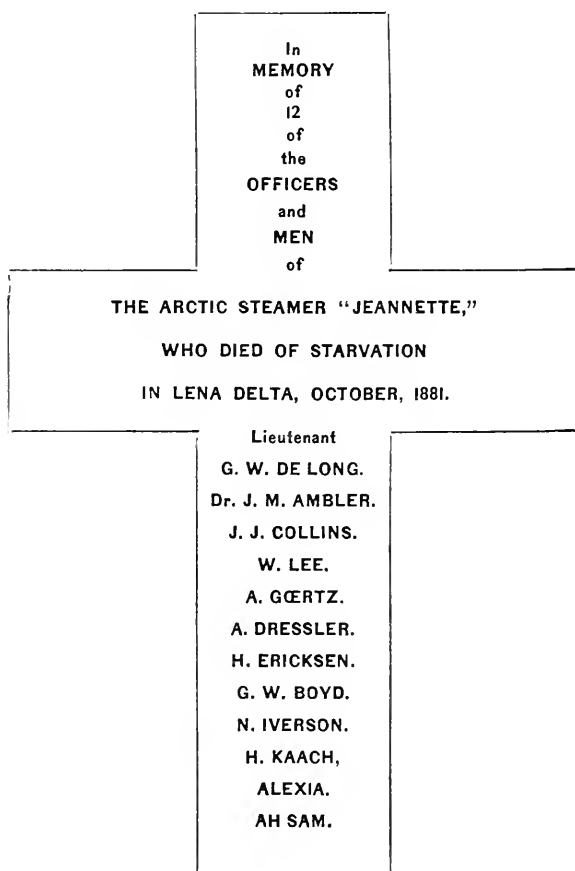 In
MEMORY
of
12
of
the
OFFICERS
and
MEN
of
THE ARCTIC STEAMER "JEANNETTE,"
WHO DIED OF STARVATION
IN LENA DELTA, OCTOBER, 1881.
Lieutenant
G. W. DE LONG.
Dr. J. M. AMBLER.
J. J. COLLINS.
W. LEE.
A. GŒRTZ.
A. DRESSLER.
H. ERICKSEN.
G. W. BOYD.
N. IVERSON.
H. KAACH,
ALEXIA.
AH SAM.